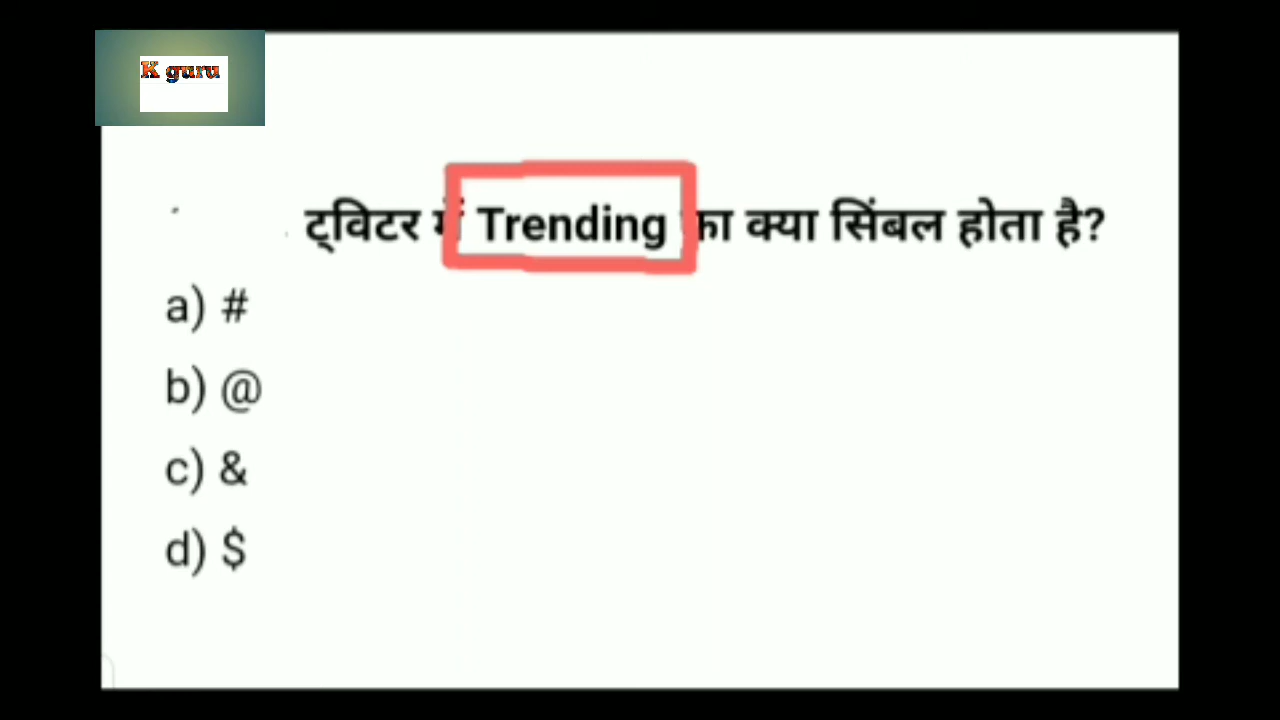 K guru
ट्विटर में Trending का क्या सिंबल होता है?
a) #
b) @
c) &
d) $